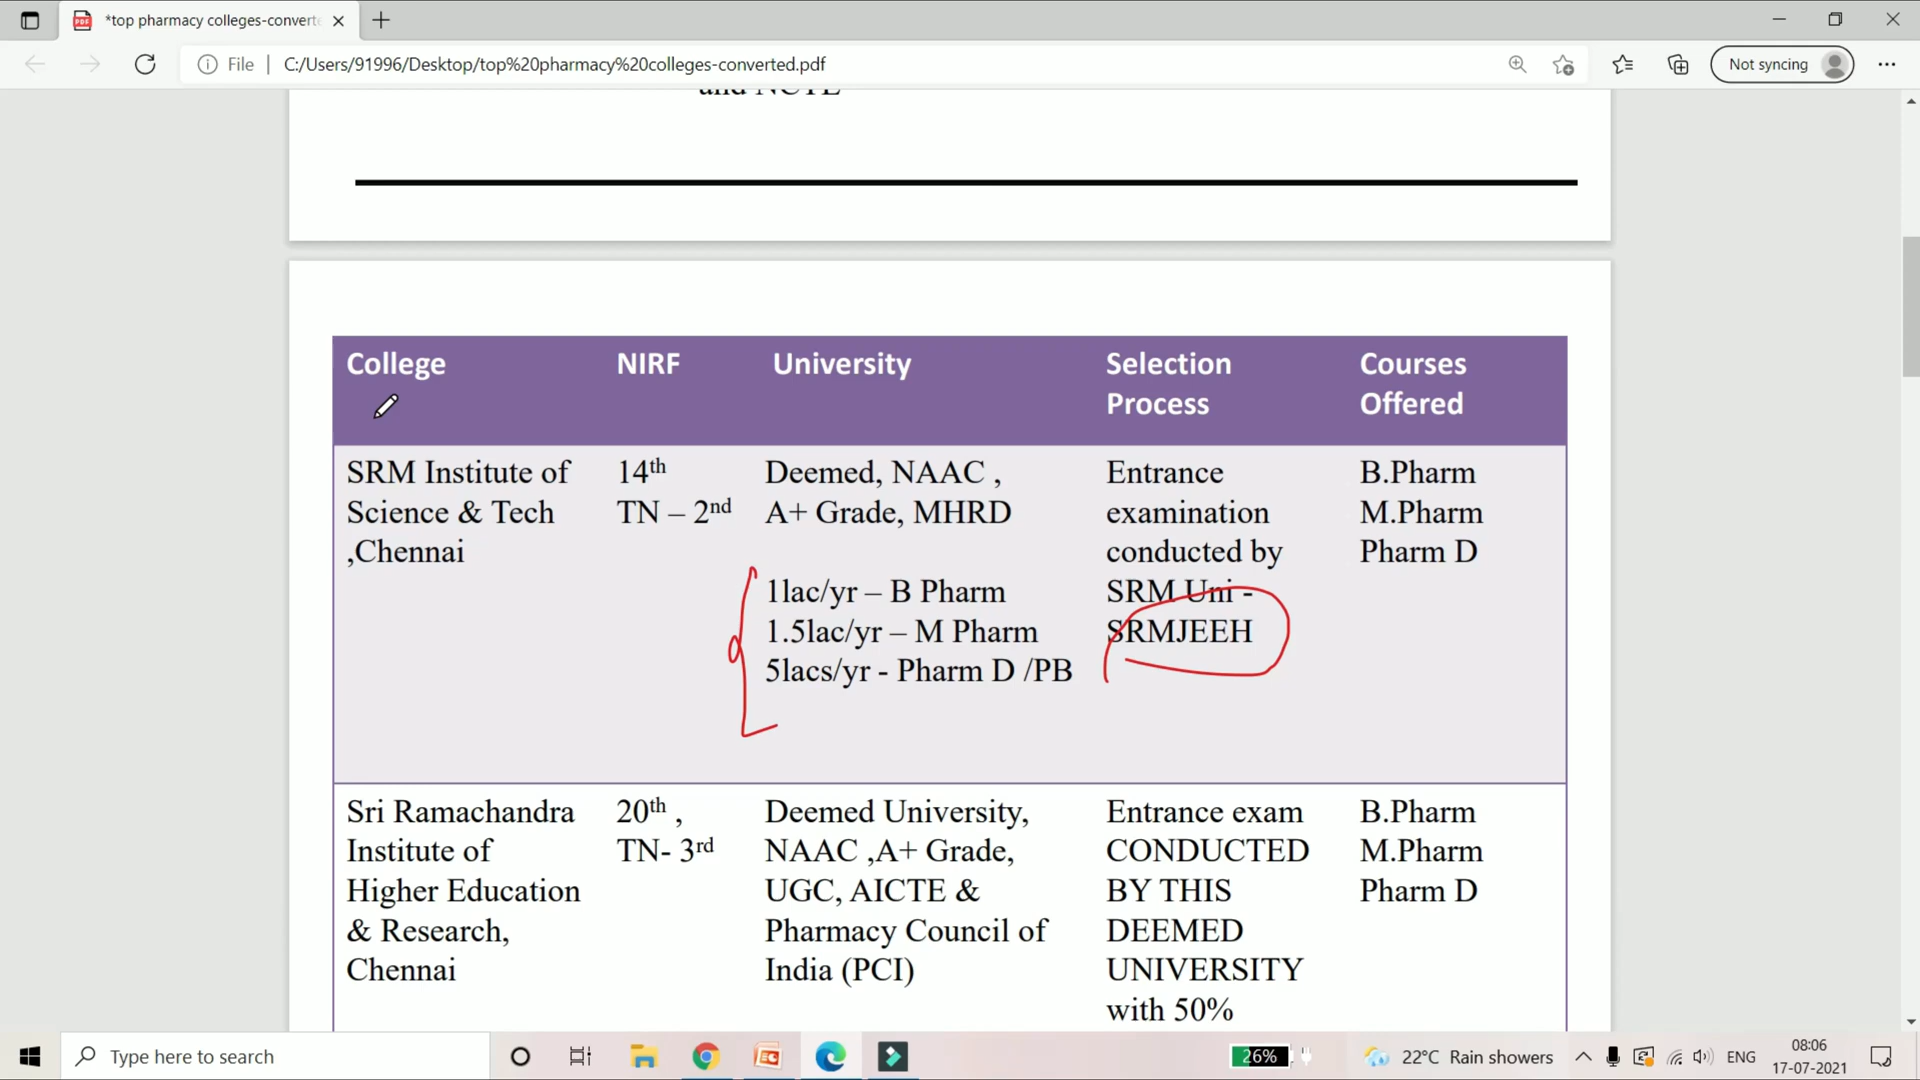 *top pharmacy colleges-converte
File
C:/Users/91996/Desktop/top%20pharmacy%20colleges-converted.pdf
Not syncing
and NCTE
College NIRF University Selection Process Courses Offered
SRM Institute of
Science & Tech
,Chennai
14th
TN – 2nd
Deemed, NAAC ,
A+ Grade, MHRD
1lac/yr – B Pharm
1.5lac/yr – M Pharm
5lacs/yr - Pharm D /PB
Entrance
examination
conducted by
SRM Uni -
SRMJEEH
B.Pharm
M.Pharm
Pharm D
Sri Ramachandra
Institute of
Higher Education
& Research,
Chennai
20th ,
TN- 3rd
Deemed University,
NAAC ,A+ Grade,
UGC, AICTE &
Pharmacy Council of
India (PCI)
Entrance exam
CONDUCTED
BY THIS
DEEMED
UNIVERSITY
with 50%
B.Pharm
M.Pharm
Pharm D
Type here to search
26%
22°C Rain showers
ENG
08:06
17-07-2021